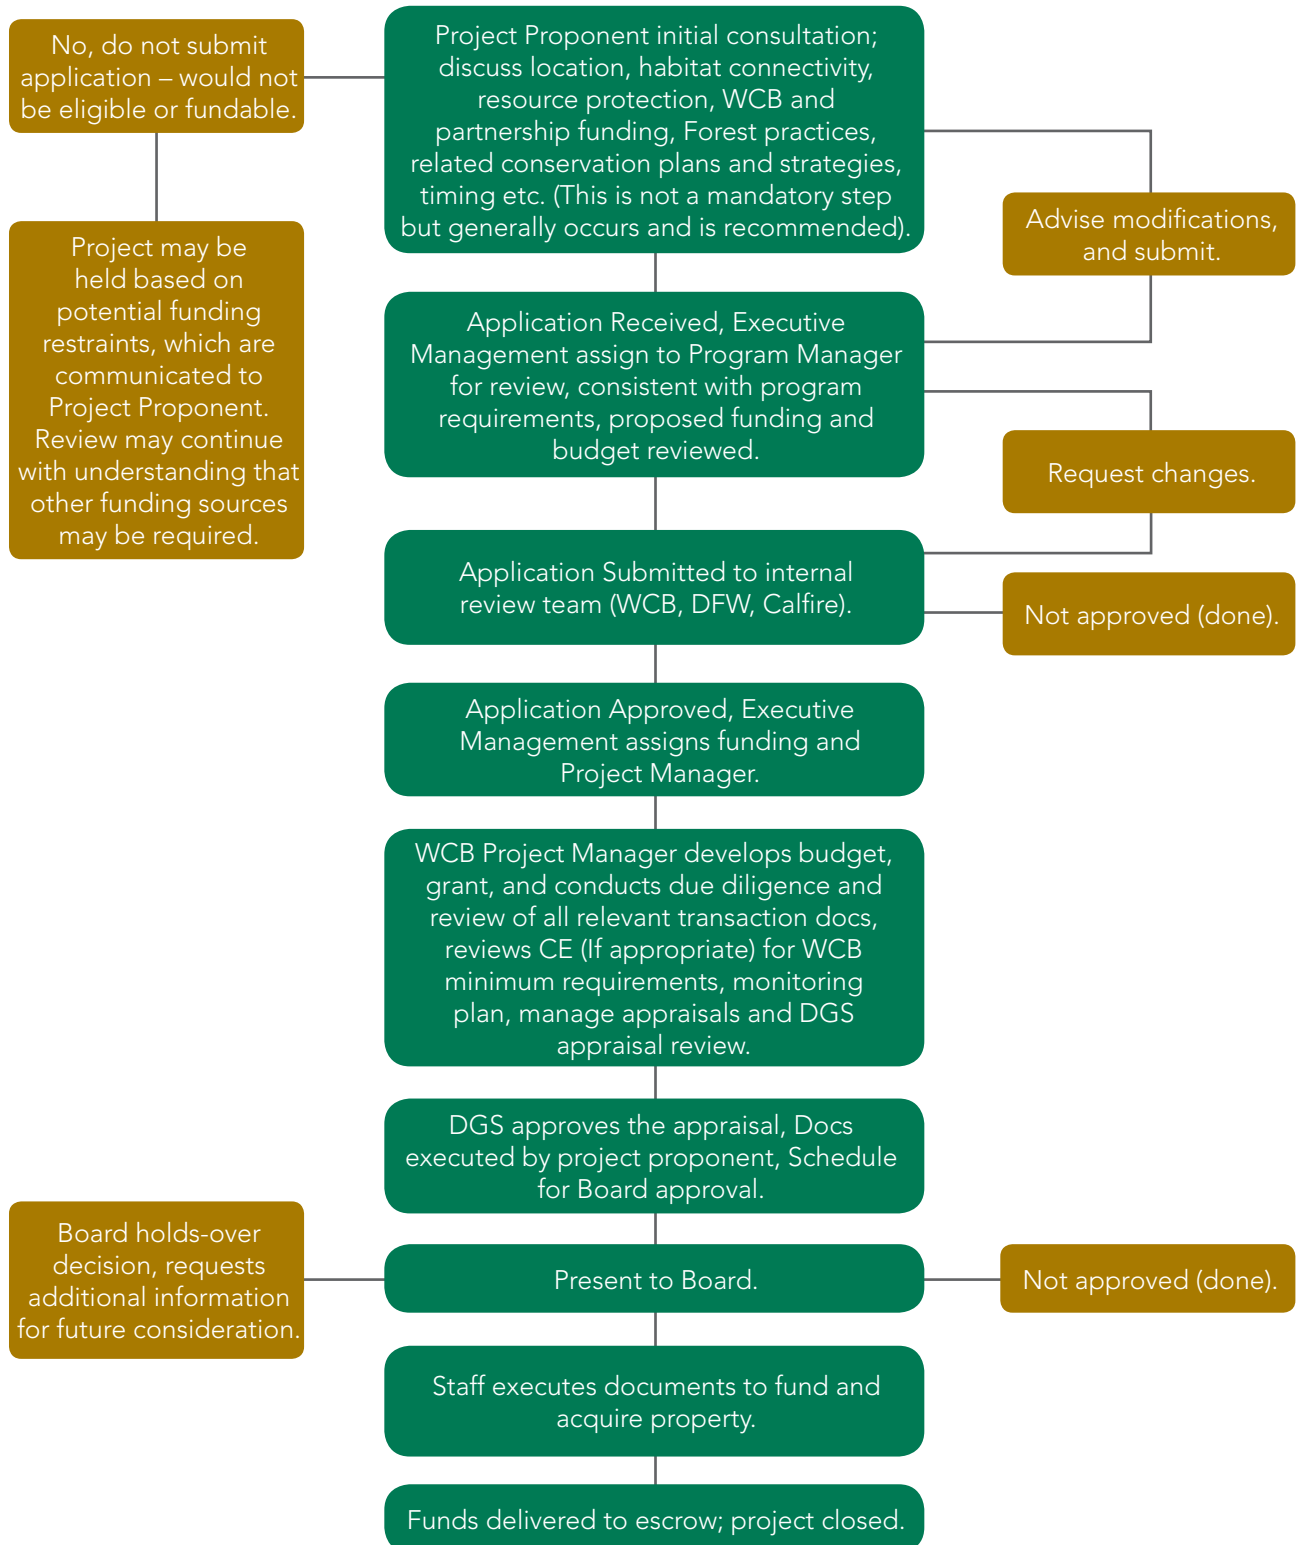 No, do not submit
application – would not
be eligible or fundable.
Project Proponent initial consultation;
discuss location, habitat connectivity,
resource protection, WCB and
partnership funding, Forest practices,
related conservation plans and strategies,
timing etc. (This is not a mandatory step
but generally occurs and is recommended).
Advise modifications,
and submit.
Project may be
held based on
potential funding
restraints, which are
communicated to
Project Proponent.
Review may continue
with understanding that
other funding sources
may be required.
Application Received, Executive
Management assign to Program Manager
for review, consistent with program
requirements, proposed funding and
budget reviewed.
Request changes.
Application Submitted to internal
review team (WCB, DFW, Calfire).
Not approved (done).
Application Approved, Executive
Management assigns funding and
Project Manager.
WCB Project Manager develops budget,
grant, and conducts due diligence and
review of all relevant transaction docs,
reviews CE (If appropriate) for WCB
minimum requirements, monitoring
plan, manage appraisals and DGS
appraisal review.
DGS approves the appraisal, Docs
executed by project proponent, Schedule
for Board approval.
Board holds-over
decision, requests
additional information
for future consideration.
Present to Board.
Not approved (done).
Staff executes documents to fund and
acquire property.
Funds delivered to escrow; project closed.